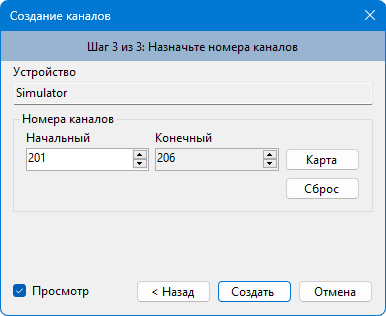 Создание каналов
Шаг 3 из 3: Назначьте номера каналов
Устройство
Simulator
Номера каналов
Начальный Конечный
201 206 Карта
Сброс
Просмотр < Назад Создать Отмена